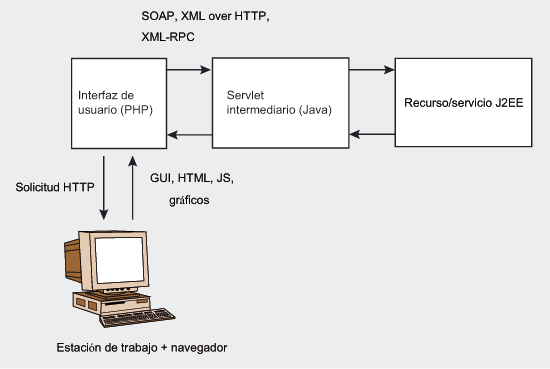 SOAP, XML over HTTP,
XML-RPC
Interfaz de
usuario (PHP)
Servlet
intermediario (Java)
Recurso/servicio J2EE
Solicitud HTTP
GUI, HTML, JS,
gráficos
Estación de trabajo + navegador